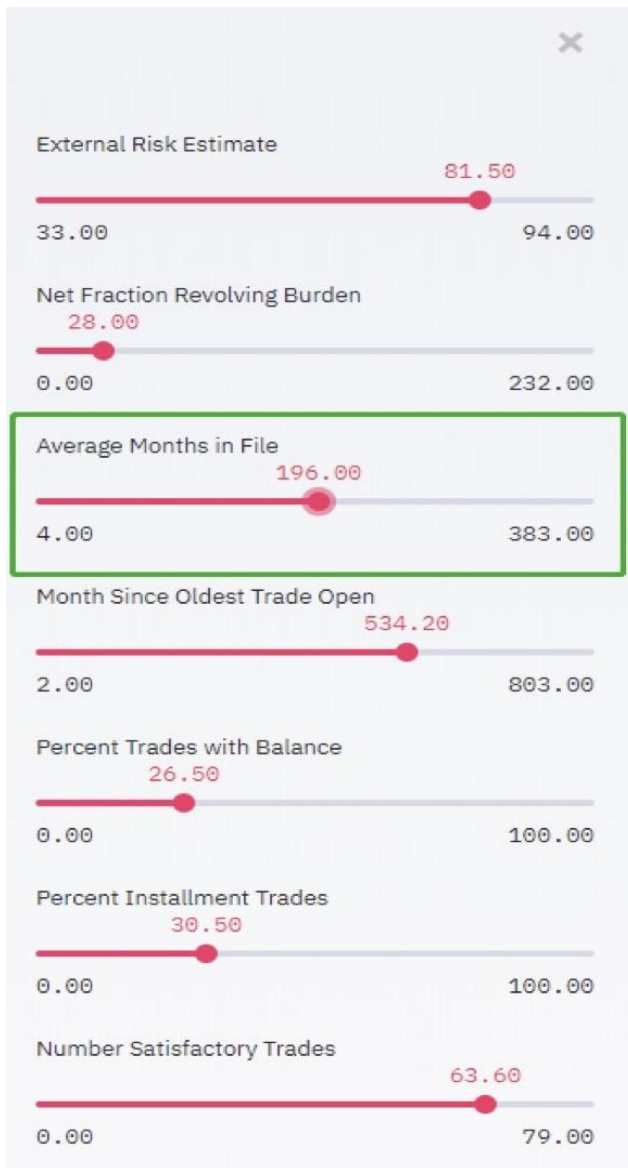 ×
External Risk Estimate
81.50
33.00 94.00
Net Fraction Revolving Burden
28.00
0.00 232.00
Average Months in File
196.00
4.00 383.00
Month Since Oldest Trade Open
534.20
2.00 803.00
Percent Trades with Balance
26.50
0.00 100.00
Percent Installment Trades
30.50
0.00 100.00
Number Satisfactory Trades
63.60
0.00 79.00